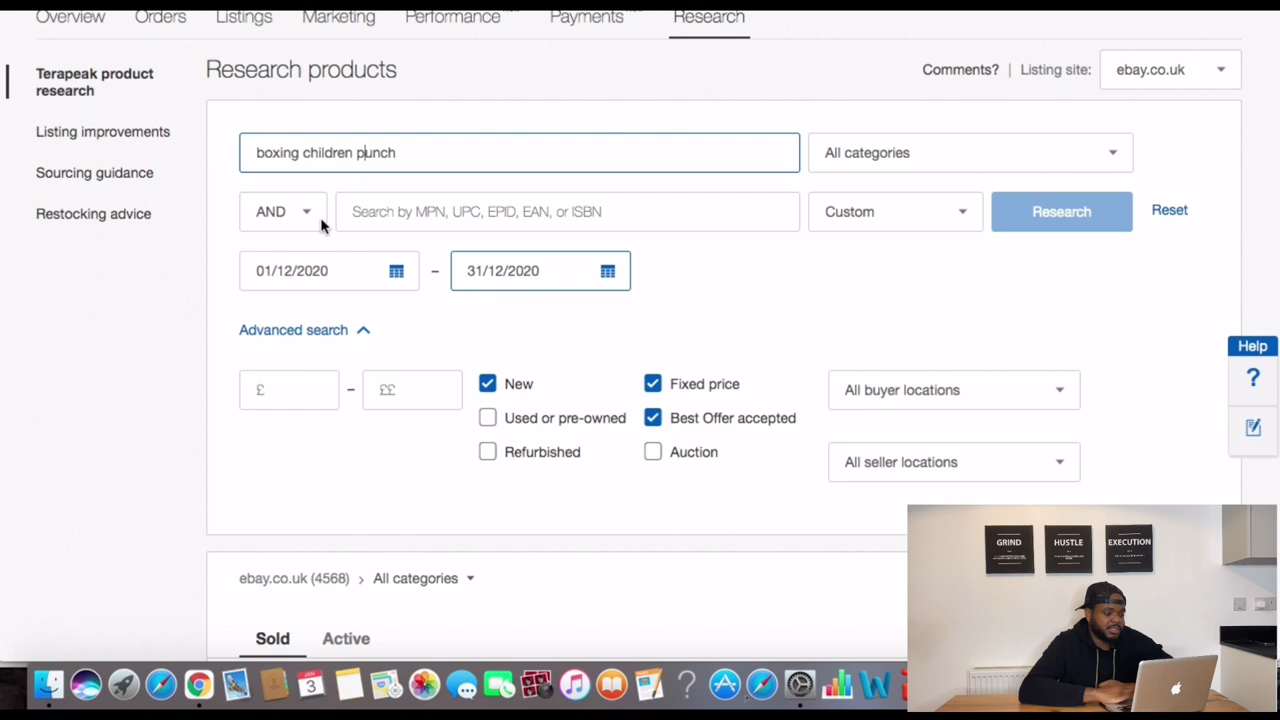 Overview Orders Listings Marketing Performance Payments Research
Terapeak product
research
Listing improvements
Sourcing guidance
Restocking advice
Research products
Comments? | Listing site: ebay.co.uk
boxing children punch All categories
AND Search by MPN, UPC, EPID, EAN, or ISBN Custom Research Reset
01/12/2020 – 31/12/2020
Advanced search
£ – ££ New Fixed price All buyer locations
Used or pre-owned Best Offer accepted
Refurbished Auction All seller locations
Help
?
ebay.co.uk (4568) > All categories
Sold Active
GRIND HUSTLE EXECUTION
3